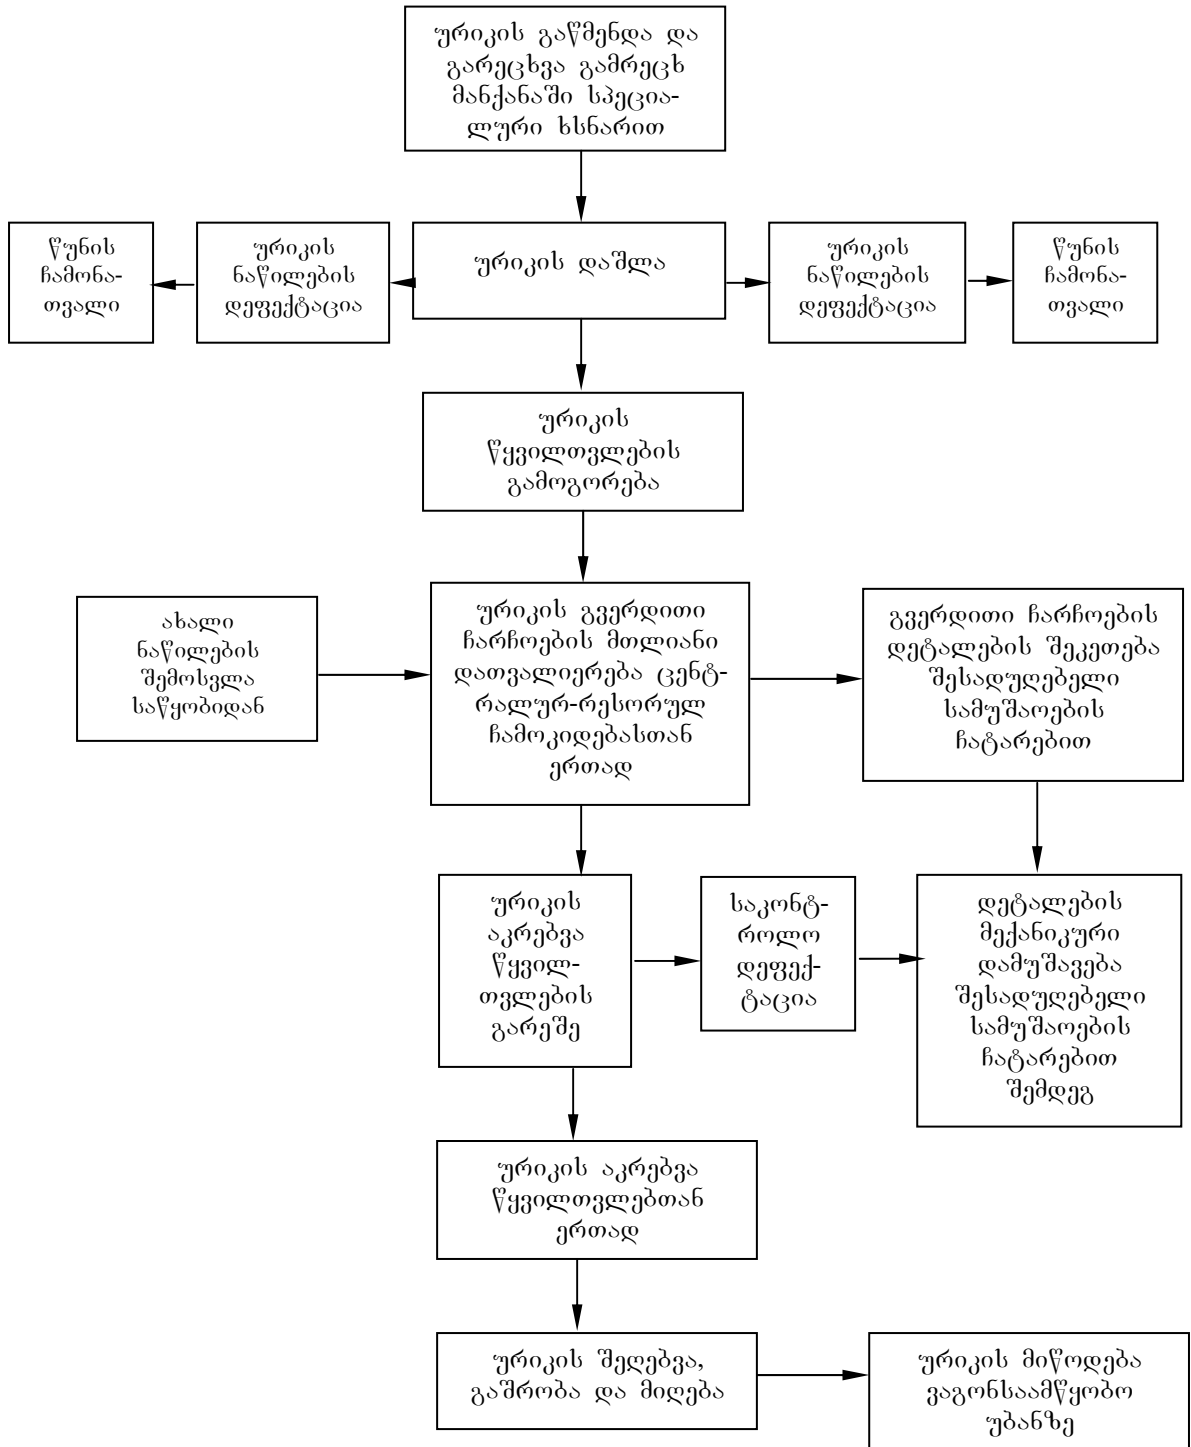 ურიკის გაწმენდა და
გარეცხვა გამრეცხ
მანქანაში სპეცია-
ლური ხსნარით
წუნის
ჩამონა-
თვალი
ურიკის
ნაწილების
დეფექტაცია
ურიკის დაშლა
ურიკის
ნაწილების
დეფექტაცია
წუნის
ჩამონა-
თვალი
ურიკის
წყვილთვლების
გამოგორება
ახალი
ნაწილების
შემოსვლა
საწყობიდან
ურიკის გვერდითი
ჩარჩოების მთლიანი
დათვალიერება ცენტ-
რალურ-რესორულ
ჩამოკიდებასთან
ერთად
გვერდითი ჩარჩოების
დეტალების შეკეთება
შესადუღებელი
სამუშაოების
ჩატარებით
ურიკის
აკრებვა
წყვილ-
თვლების
გარეშე
საკონტ-
როლო
დეფექ-
ტაცია
დეტალების
მექანიკური
დამუშავება
შესადუღებელი
სამუშაოების
ჩატარებით
შემდეგ
ურიკის აკრებვა
წყვილთვლებთან
ერთად
ურიკის შეღებვა,
გაშრობა და მიღება
ურიკის მიწოდება
ვაგონსაამწყობო
უბანზე